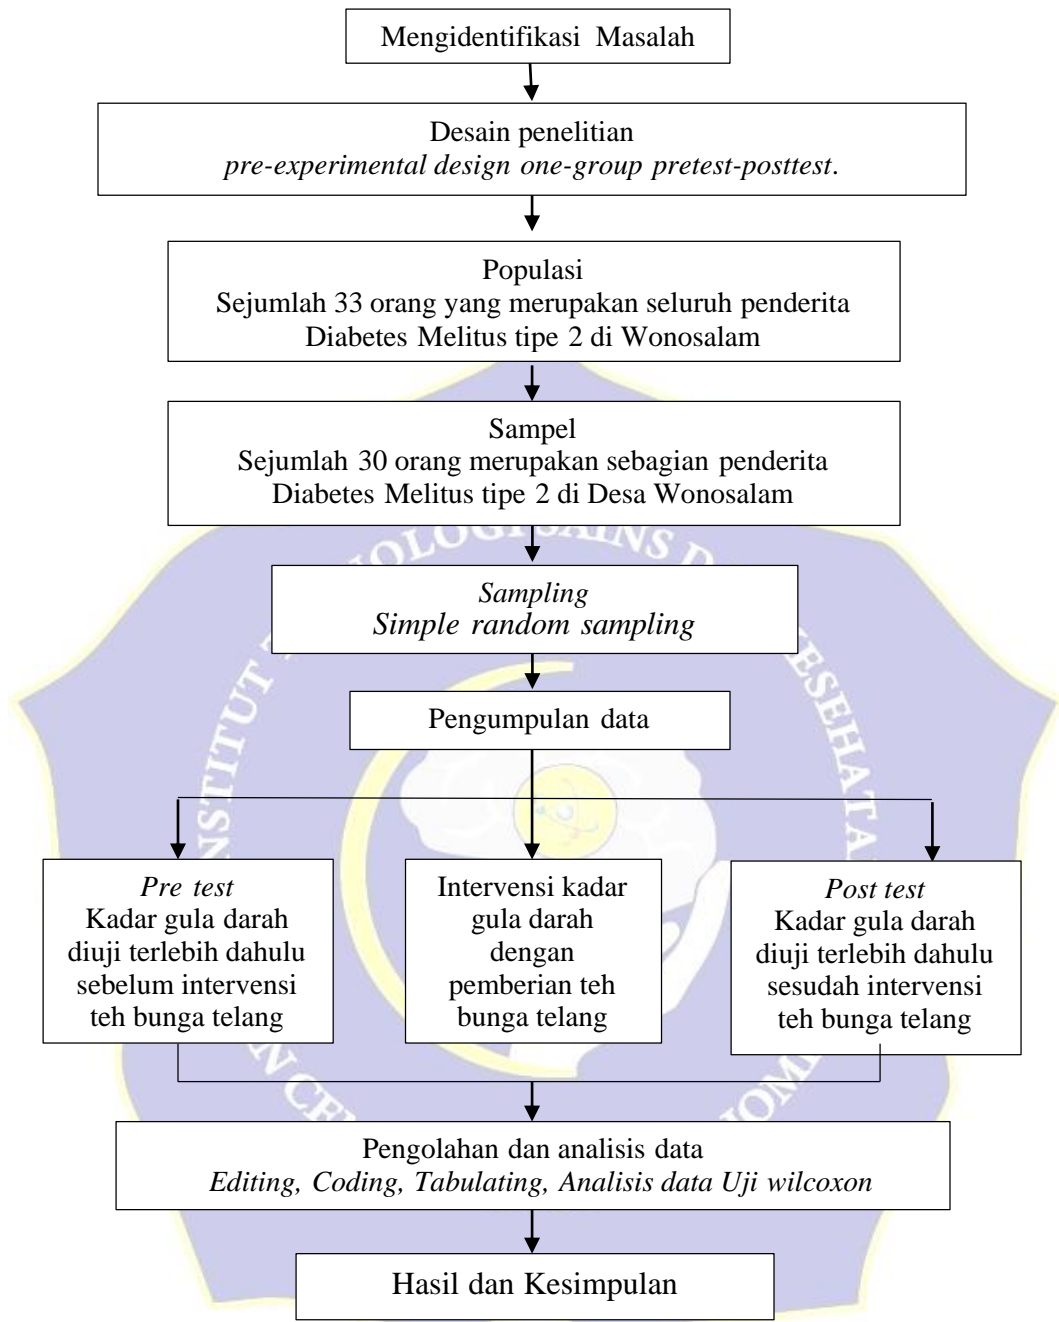 Mengidentifikasi Masalah
Desain penelitian
pre-experimental design one-group pretest-posttest.
Populasi
Sejumlah 33 orang yang merupakan seluruh penderita
Diabetes Melitus tipe 2 di Wonosalam
Sampel
Sejumlah 30 orang merupakan sebagian penderita
Diabetes Melitus tipe 2 di Desa Wonosalam
Sampling
Simple random sampling
Pengumpulan data
Pre test
Kadar gula darah
diuji terlebih dahulu
sebelum intervensi
teh bunga telang
Intervensi kadar
gula darah
dengan
pemberian teh
bunga telang
Post test
Kadar gula darah
diuji terlebih dahulu
sesudah intervensi
teh bunga telang
Pengolahan dan analisis data
Editing, Coding, Tabulating, Analisis data Uji wilcoxon
Hasil dan Kesimpulan
INSTITUT
SAINS